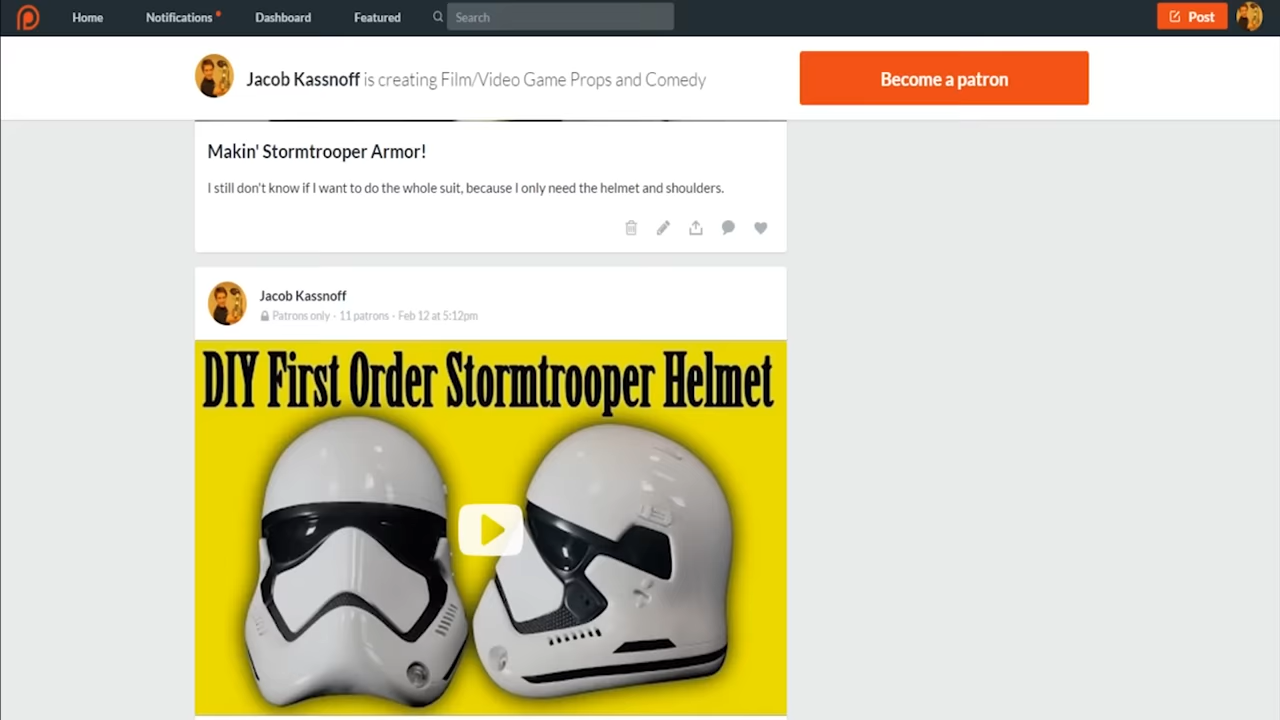 Home Notifications Dashboard Featured Search Post
Jacob Kassnoff is creating Film/Video Game Props and Comedy Become a patron
Makin' Stormtrooper Armor!
I still don't know if I want to do the whole suit, because I only need the helmet and shoulders.
Jacob Kassnoff
Patrons only - 11 patrons - Feb 12 at 5:12pm
DIY First Order Stormtrooper Helmet